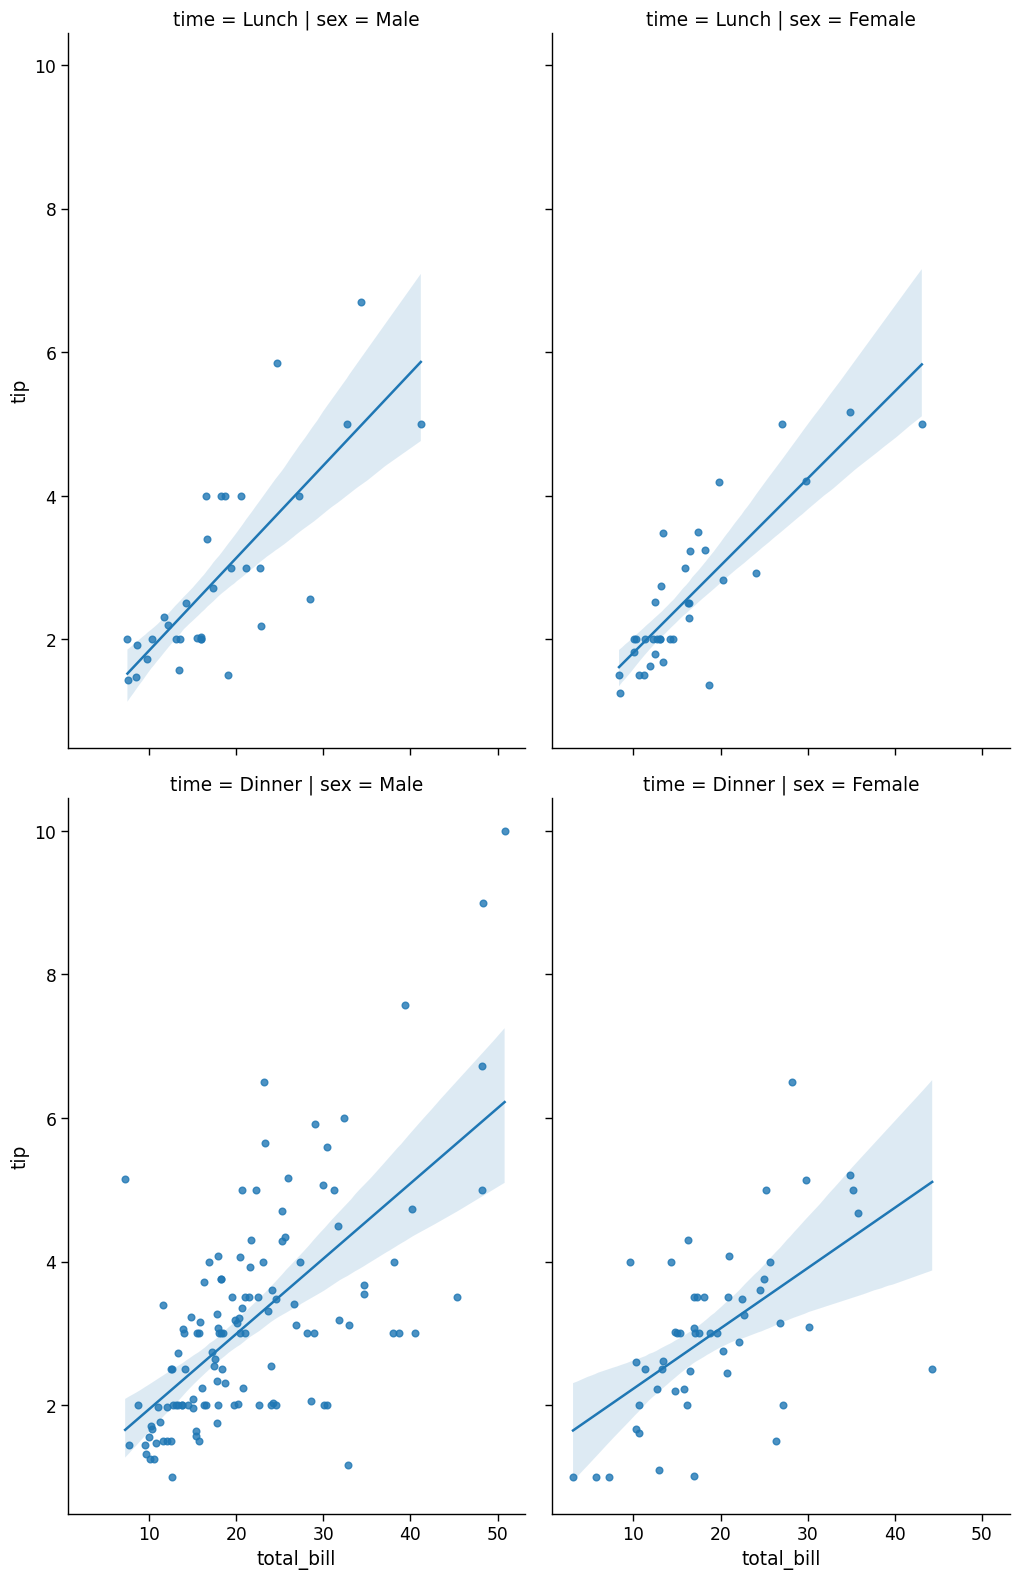 time = Lunch | sex = Male
time = Lunch | sex = Female
10
8
6
4
2
tip
time = Dinner | sex = Male
time = Dinner | sex = Female
10
8
6
4
2
tip
10 20 30 40 50
10 20 30 40 50
total_bill
total_bill